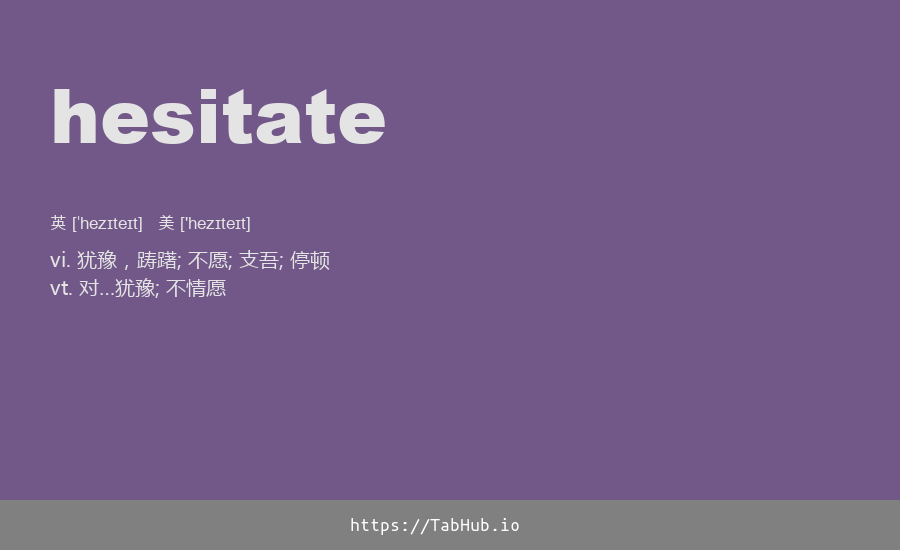 hesitate
英 [ˈhezɪteɪt] 美 ['hezɪteɪt]
vi. 犹豫，踌躇; 不愿; 支吾; 停顿
vt. 对…犹豫; 不情愿
https://TabHub.io